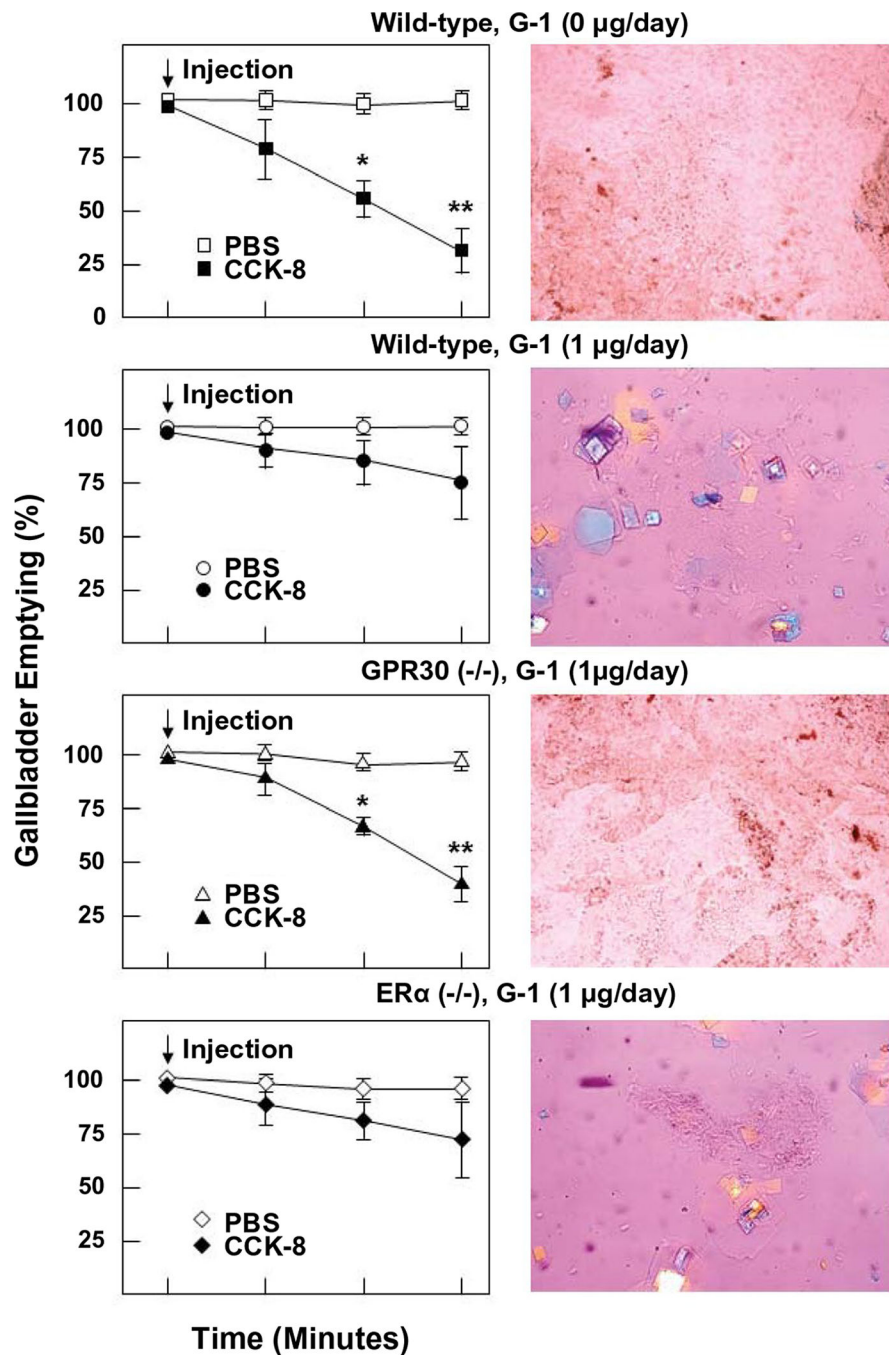 Wild-type, G-1 (0 µg/day)
Injection
100
75
50
25
0
*
**
PBS
CCK-8
Wild-type, G-1 (1 µg/day)
Injection
100
75
50
25
PBS
CCK-8
GPR30 (-/-), G-1 (1µg/day)
Injection
100
75
50
25
*
**
PBS
CCK-8
ERα (-/-), G-1 (1 µg/day)
Injection
100
75
50
25
PBS
CCK-8
Gallbladder Emptying (%)
Time (Minutes)